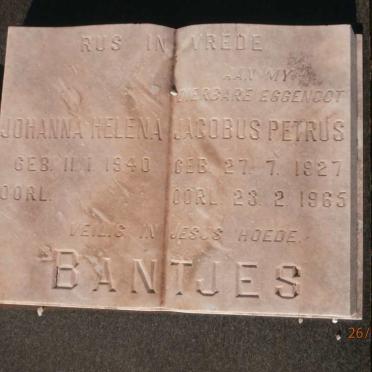 RUS IN VREDE
AAN MY
DIERBARE EGGENOOT
JOHANNA HELENA JACOBUS PETRUS
GEB. 11.1 1940 GEB. 27. 7. 1927
OORL. OORL. 23. 2 1965
VEILIG IN JESUS HOEDE.
BANTJES
26/